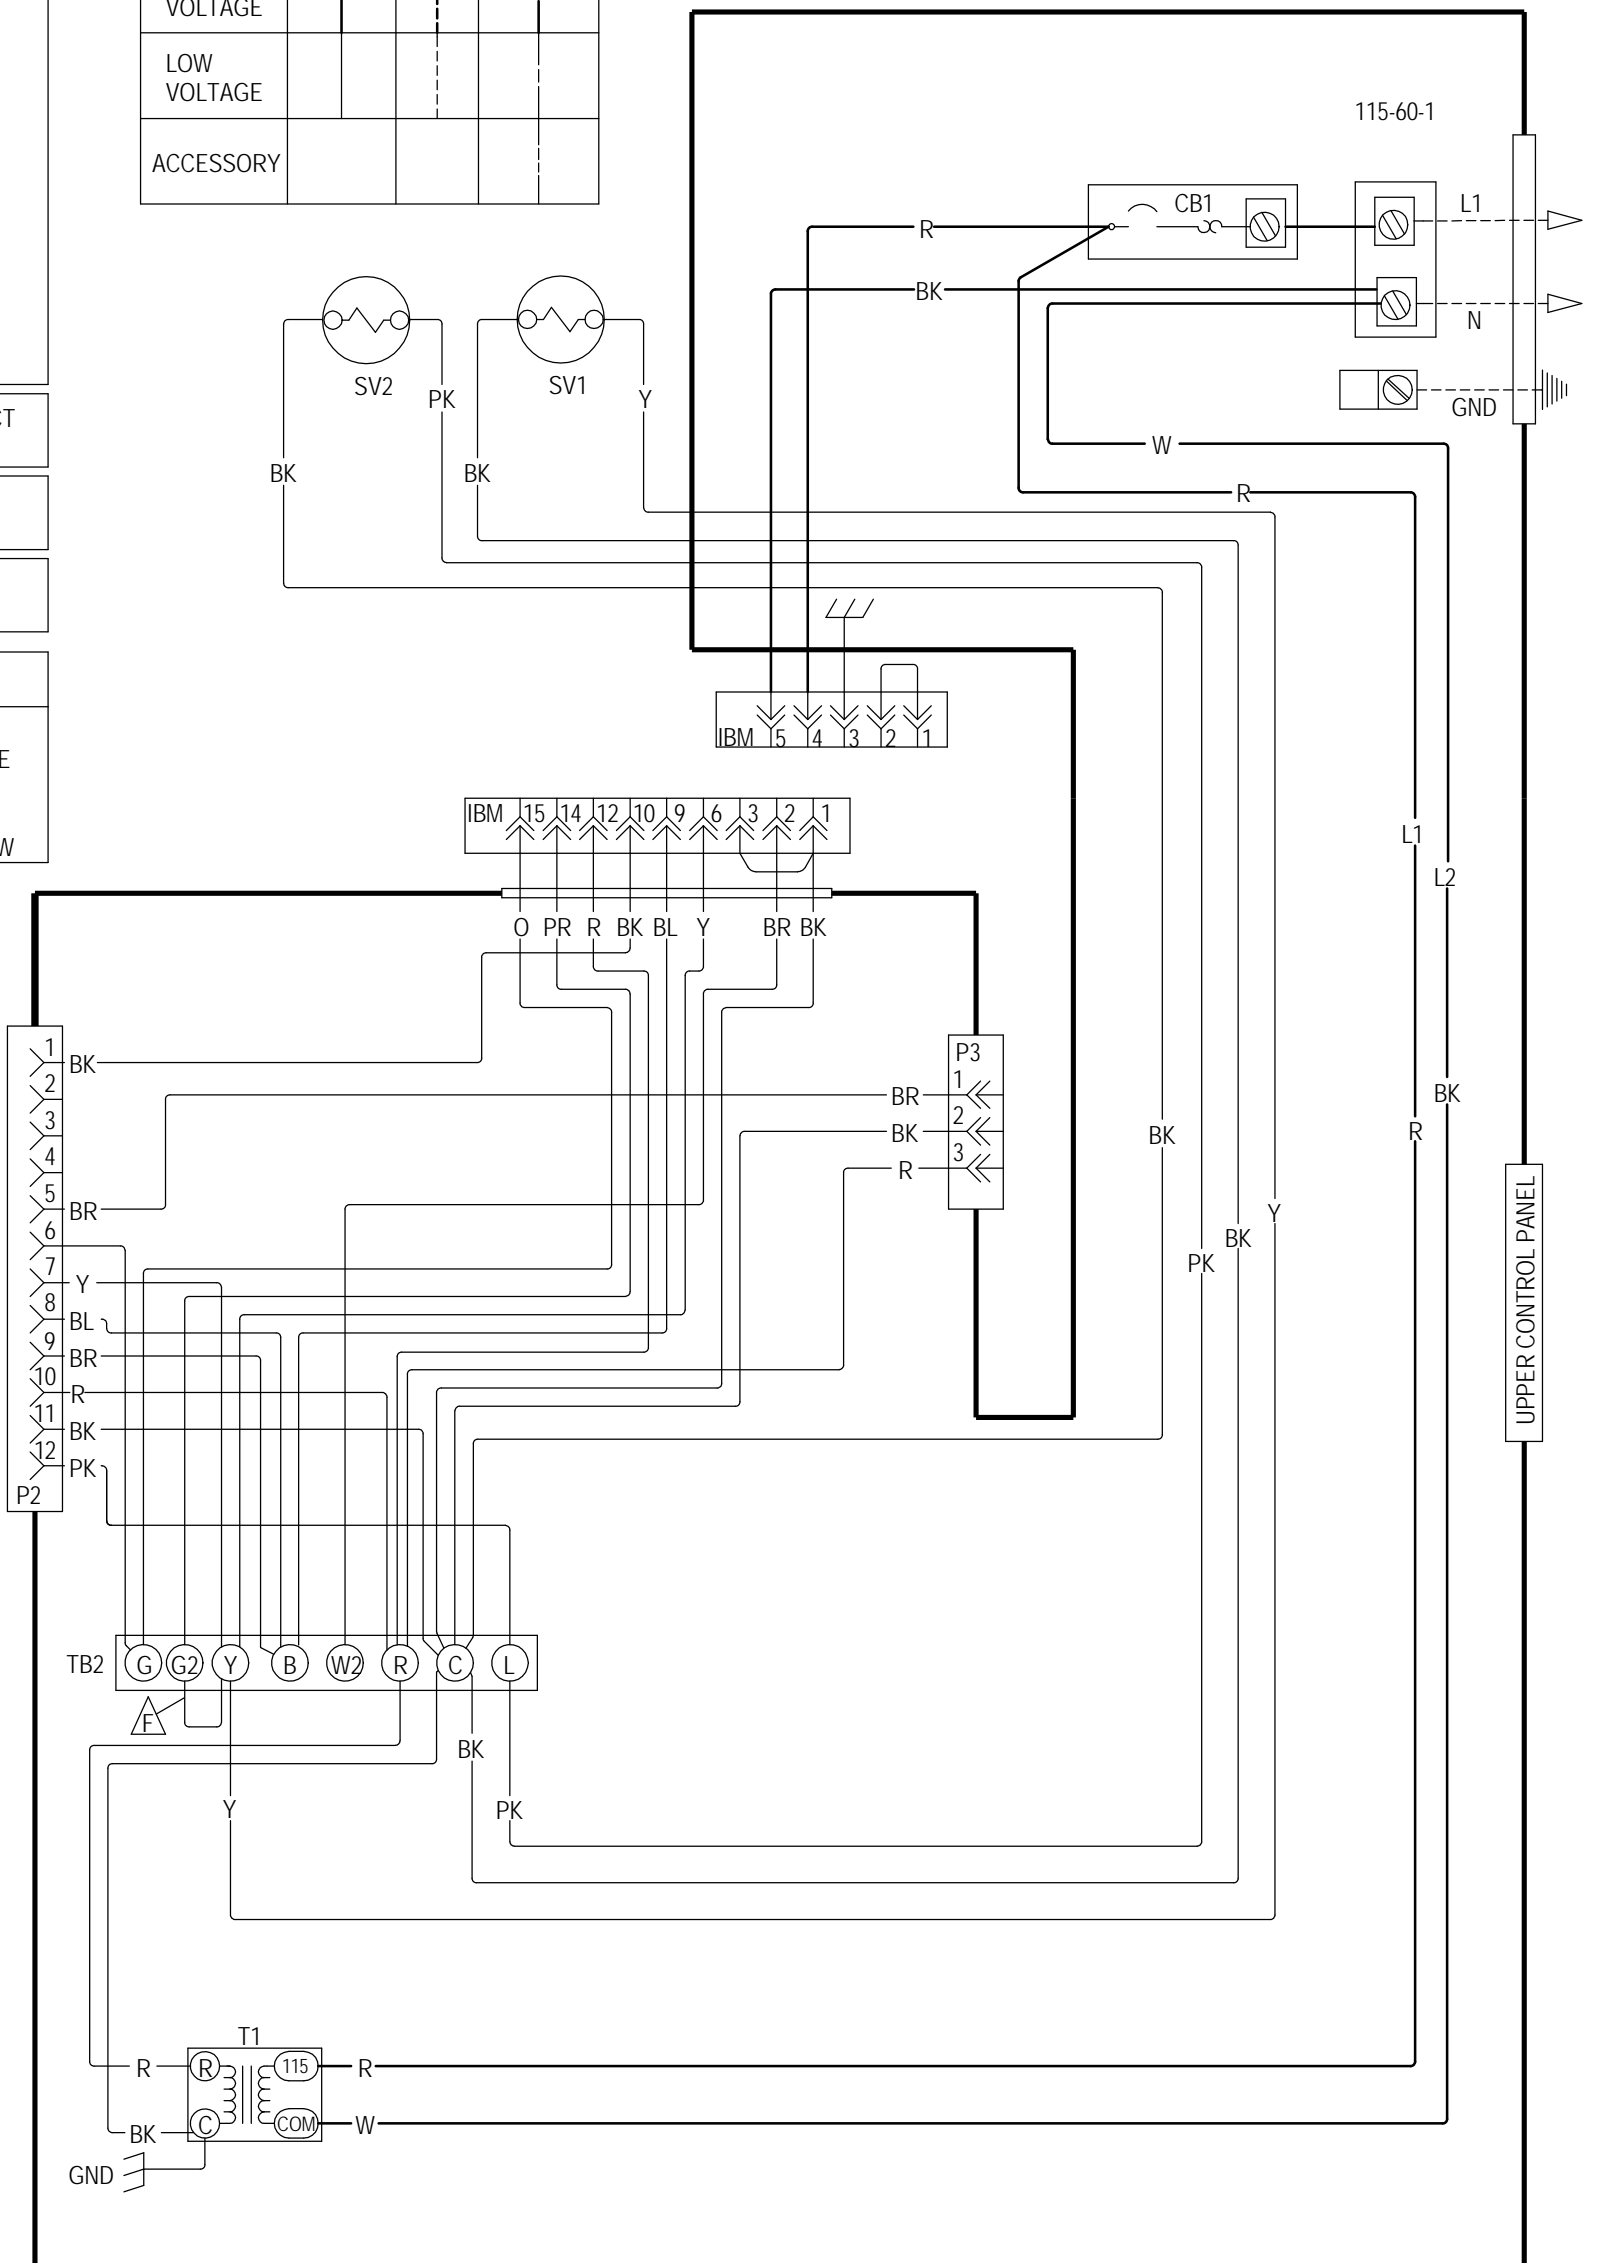 VOLTAGE
LOW
VOLTAGE
ACCESSORY
CT
E
W
115-60-1
CB1
L1
R
BK
N
GND
SV2
SV1
PK
Y
BK
BK
W
R
IBM 5 4 3 2 1
IBM 15 14 12 10 9 6 3 2 1
L1
L2
O PR R BK BL Y BR BK
P3
1
BR
2
BK
3
R
1
BK
2
3
4
5
BR
6
7
Y
8
BL
9
BR
10
R
11
BK
12
PK
P2
BK
R
BK
Y
BK
PK
UPPER CONTROL PANEL
TB2 G G2 Y B W2 R C L
F
BK
Y
PK
T1
R R 115 R
BK C COM W
GND